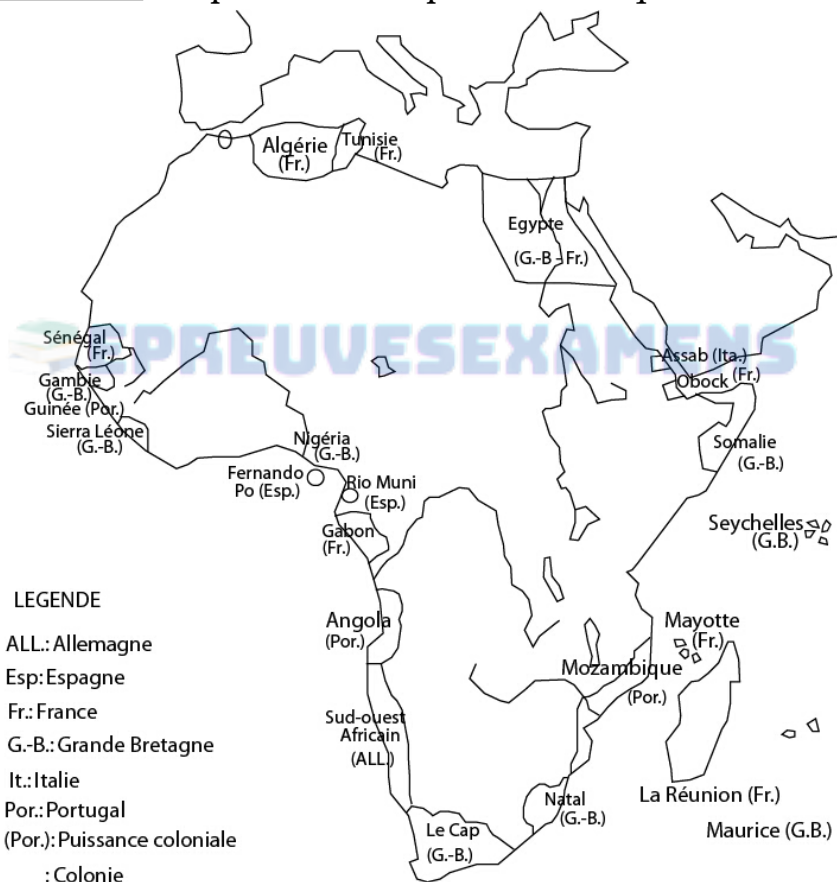 Algérie
(Fr.)
Tunisie
(Fr.)
Egypte
(G.-B - Fr.)
EPREUVESEXAMENS
Sénégal
(Fr.)
Gambie
(G.-B.)
Guinée (Por.)
Sierra Léone
(G.-B.)
Assab (Ita.)
Obock (Fr.)
Somalie
(G.-B.)
Nigéria
(G.-B.)
Fernando
Po (Esp.)
Rio Muni
(Esp.)
Gabon
(Fr.)
Seychelles
(G.B.)
Angola
(Por.)
Mayotte
(Fr.)
Mozambique
(Por.)
Sud-ouest
Africain
(ALL.)
Natal
(G.-B.)
Le Cap
(G.-B.)
La Réunion (Fr.)
Maurice (G.B.)
LEGENDE
ALL.: Allemagne
Esp: Espagne
Fr.: France
G.-B.: Grande Bretagne
It.: Italie
Por.: Portugal
(Por.): Puissance coloniale
: Colonie